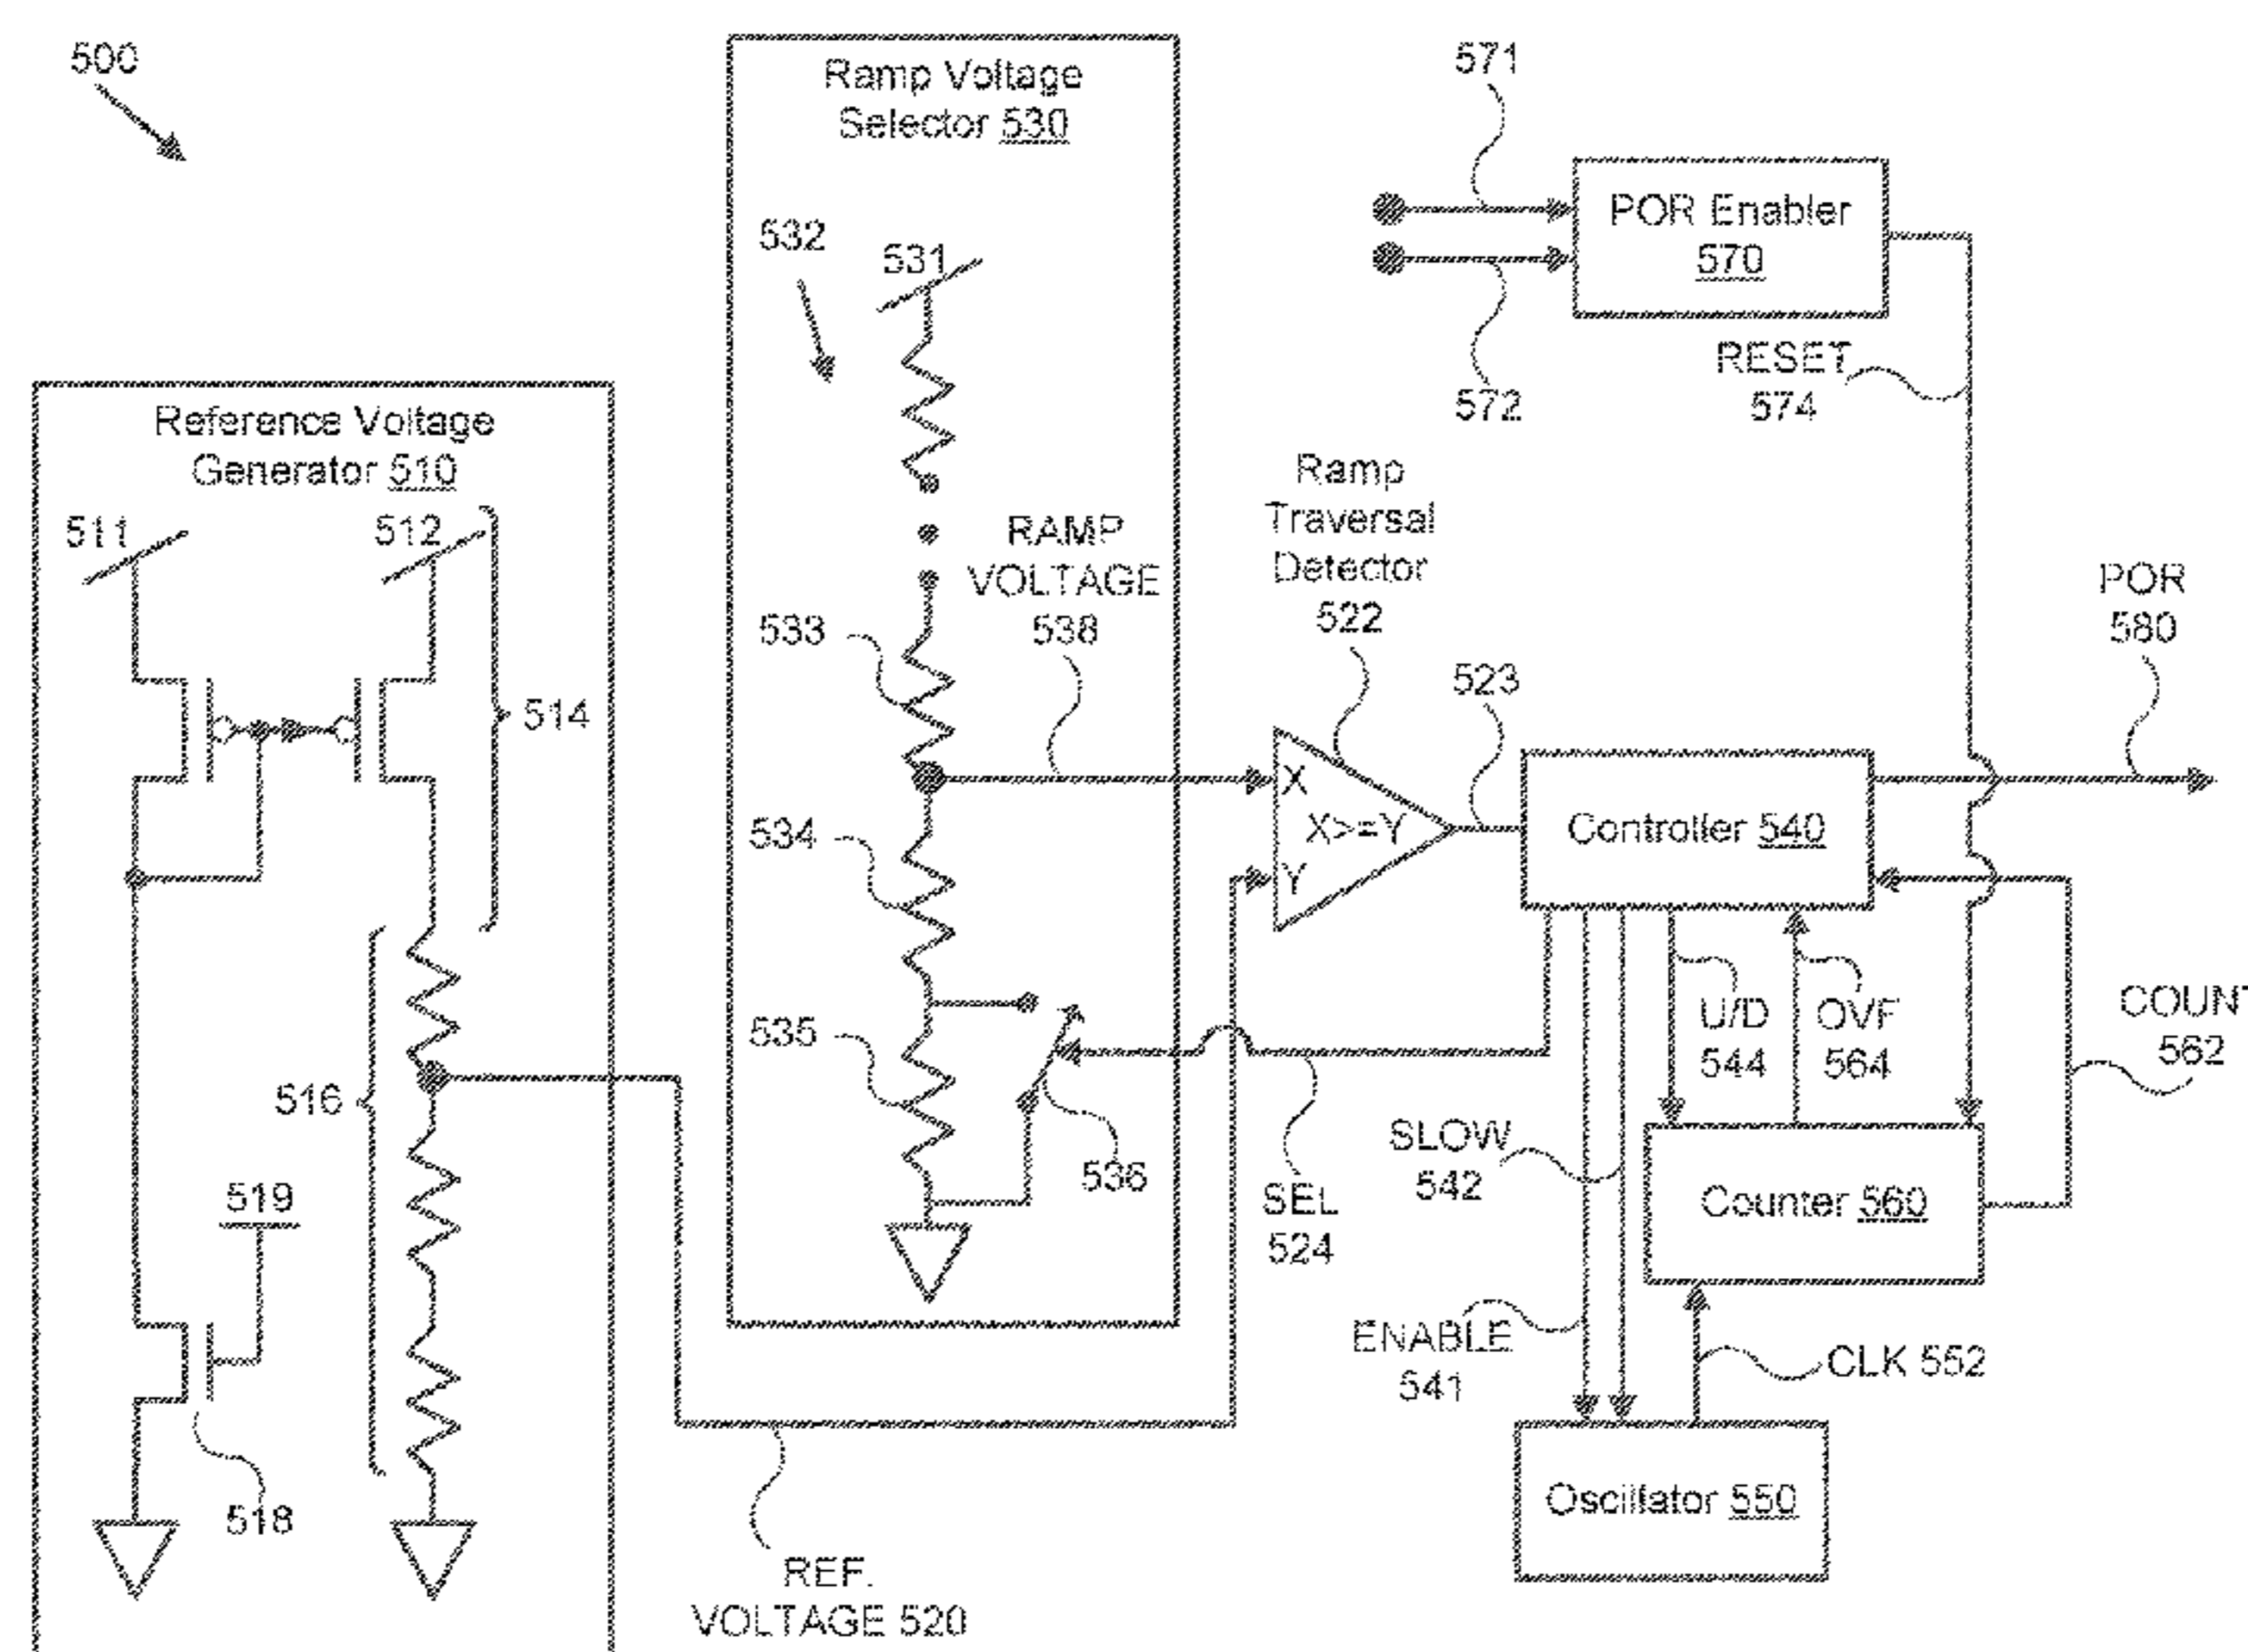 500
Ramp Voltage
Selector 530
532
531
533
534
535
536
RAMP
VOLTAGE
538
Reference Voltage
Generator 510
511
512
514
516
519
518
REF.
VOLTAGE 520
571
572
POR Enabler
570
RESET
574
Ramp
Traversal
Detector
522
X
X>=Y
Y
523
Controller 540
POR
580
SEL
524
ENABLE
541
SLOW
542
U/D
544
OVF
564
COUNT
562
Counter 560
CLK 552
Oscillator 550